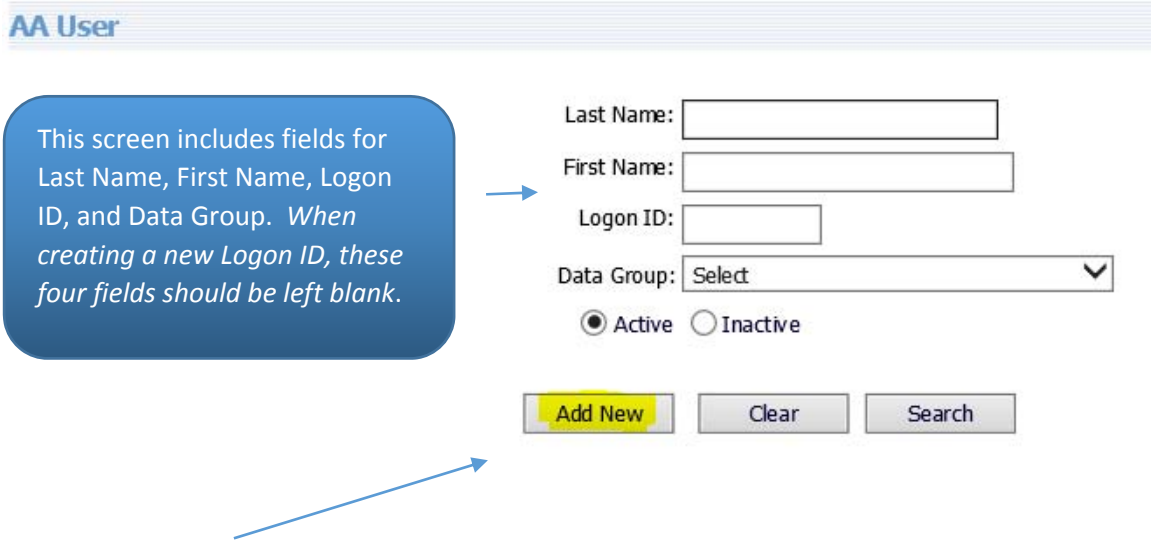 AA User
This screen includes fields for
Last Name, First Name, Logon
ID, and Data Group. When
creating a new Logon ID, these
four fields should be left blank.
Last Name:
First Name:
Logon ID:
Data Group: Select
Active Inactive
Add New Clear Search